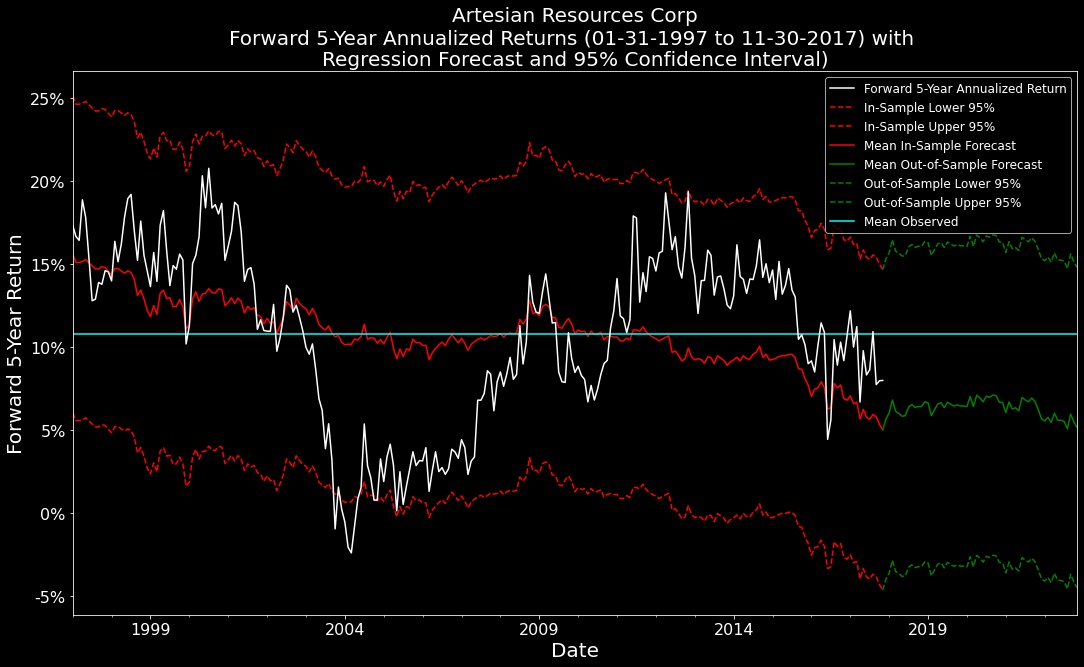 Artesian Resources Corp
Forward 5-Year Annualized Returns (01-31-1997 to 11-30-2017) with
Regression Forecast and 95% Confidence Interval)
Forward 5-Year Annualized Return
In-Sample Lower 95%
In-Sample Upper 95%
Mean In-Sample Forecast
Mean Out-of-Sample Forecast
Out-of-Sample Lower 95%
Out-of-Sample Upper 95%
Mean Observed
Forward 5-Year Return
25%
20%
15%
10%
5%
0%
-5%
1999 2004 2009 2014 2019
Date